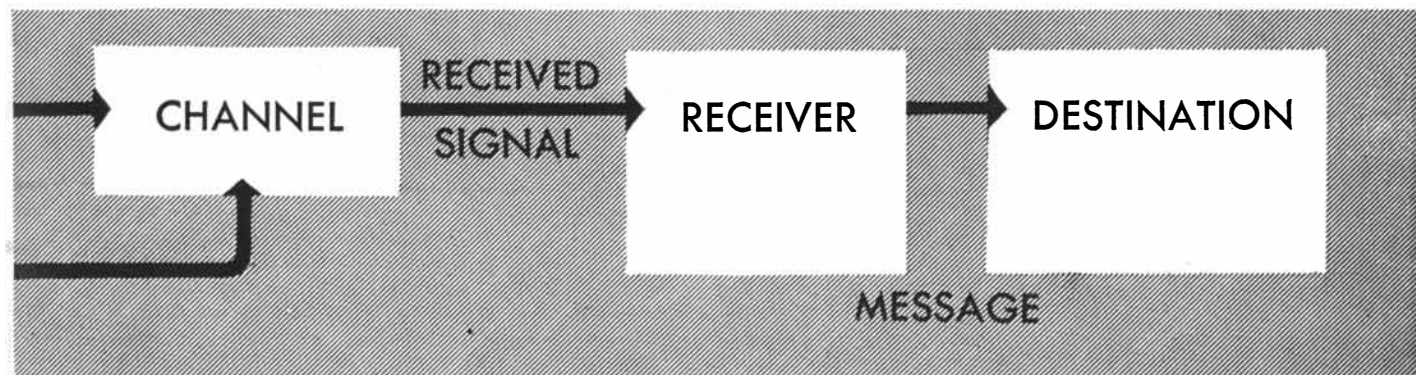 CHANNEL
RECEIVED
SIGNAL
RECEIVER
DESTINATION
MESSAGE